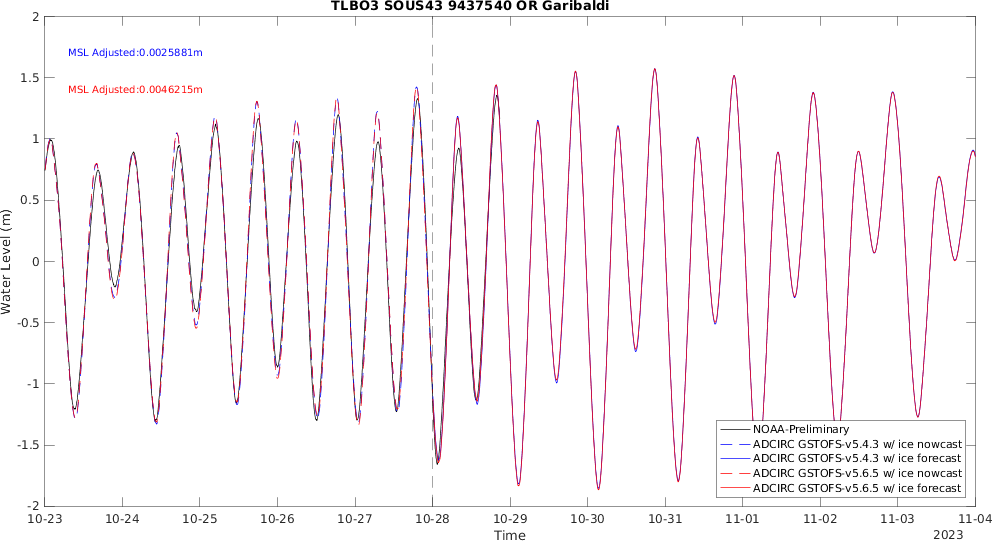 TLBO3 SOUS43 9437540 OR Garibaldi
MSL Adjusted:0.0025881m
MSL Adjusted:0.0046215m
Water Level (m)
2
1.5
1
0.5
0
-0.5
-1
-1.5
-2
NOAA-Preliminary
ADCIRC GSTOFS-v5.4.3 w/ ice nowcast
ADCIRC GSTOFS-v5.4.3 w/ ice forecast
ADCIRC GSTOFS-v5.6.5 w/ ice nowcast
ADCIRC GSTOFS-v5.6.5 w/ ice forecast
10-23 10-24 10-25 10-26 10-27 10-28 10-29 10-30 10-31 11-01 11-02 11-03 11-04
Time
2023